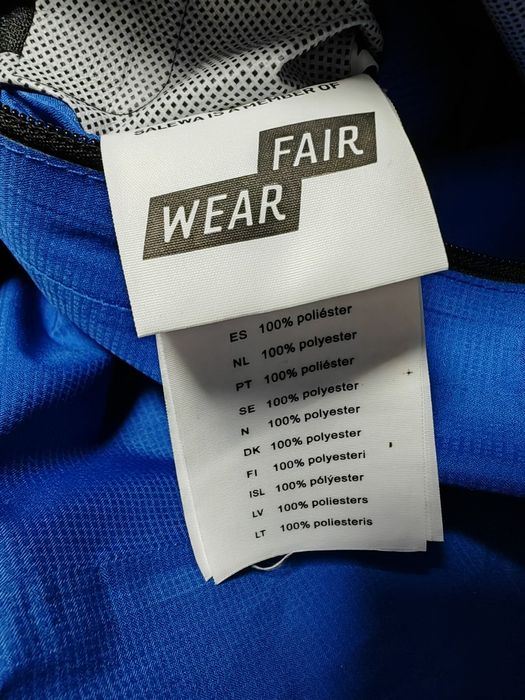 SALEWA IS A MEMBER OF
FAIR
WEAR
ES 100% poliéster
NL 100% polyester
PT 100% poliéster
SE 100% polyester
N 100% polyester
DK 100% polyester
FI 100% polyesteri
ISL 100% pólýester
LV 100% poliesters
LT 100% poliesteris